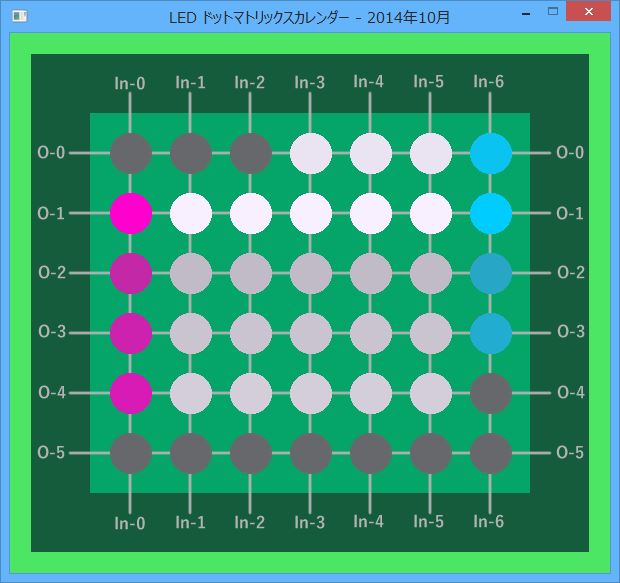 LED ドットマトリックスカレンダー - 2014年10月
In-0 In-1 In-2 In-3 In-4 In-5 In-6
O-0 O-0
O-1 O-1
O-2 O-2
O-3 O-3
O-4 O-4
O-5 O-5
In-0 In-1 In-2 In-3 In-4 In-5 In-6